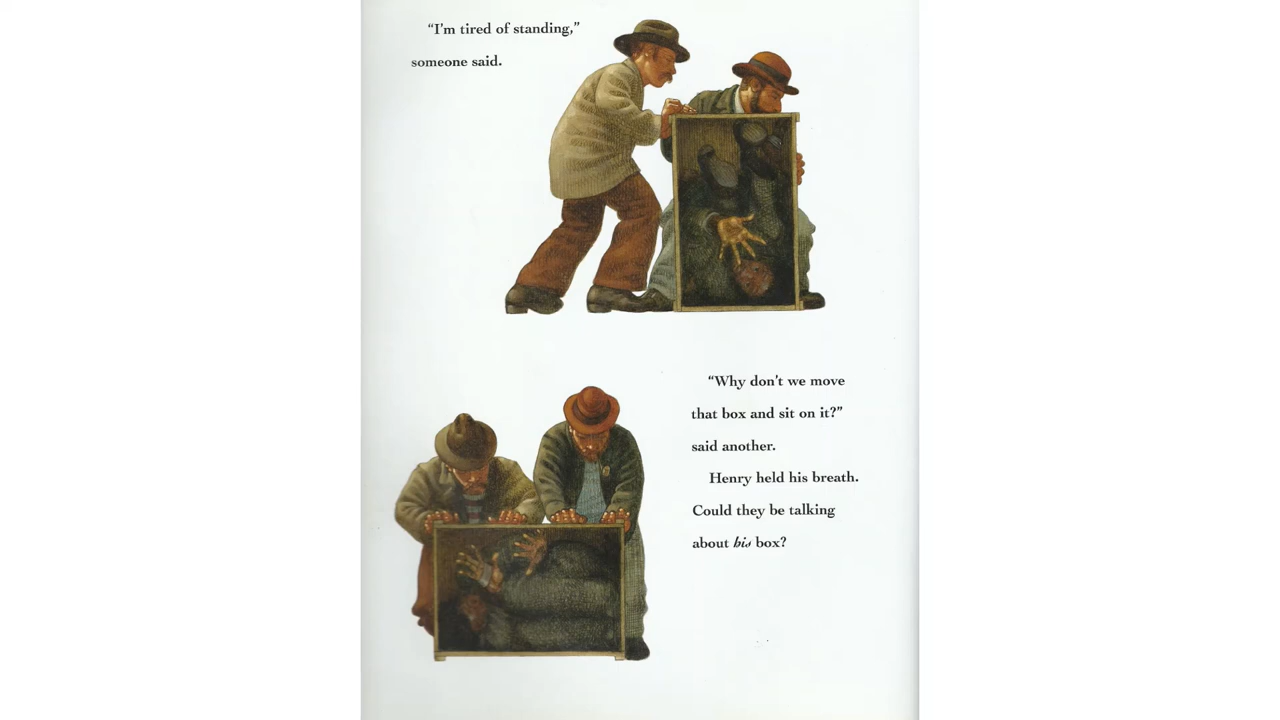 “I'm tired of standing,”
someone said.
“Why don't we move
that box and sit on it?”
said another.
Henry held his breath.
Could they be talking
about his box?